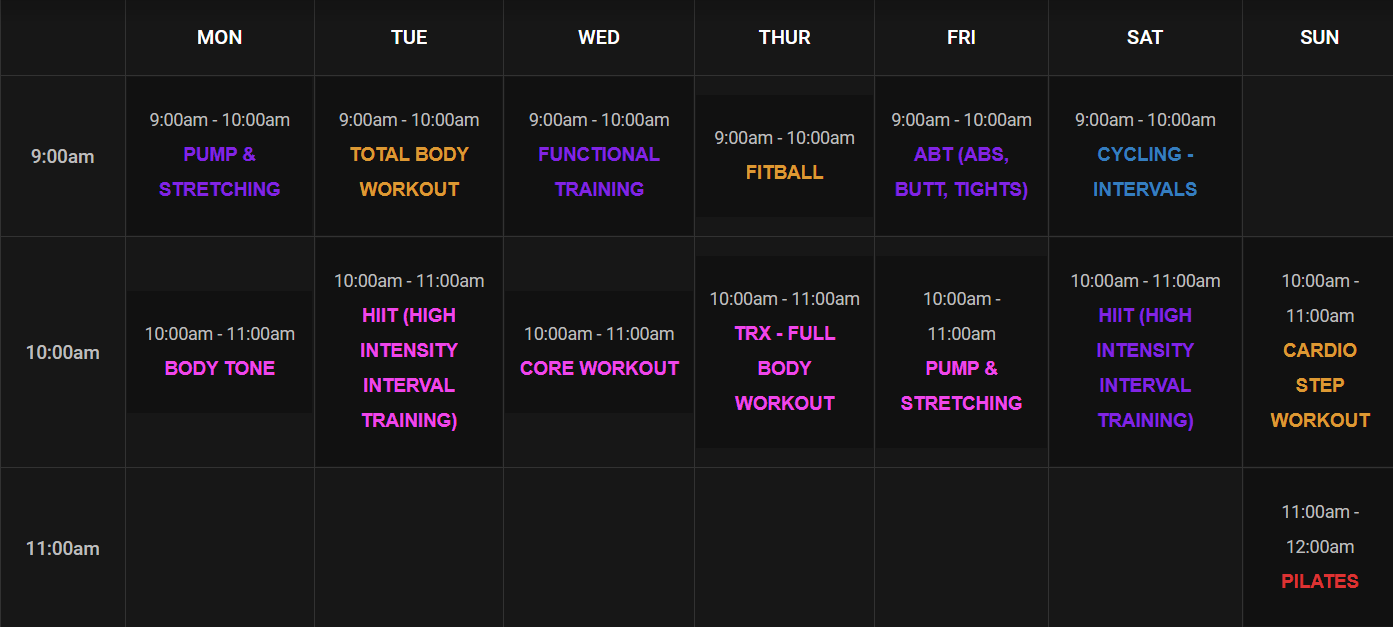 MON TUE WED THUR FRI SAT SUN
9:00am
9:00am - 10:00am
PUMP &
STRETCHING
9:00am - 10:00am
TOTAL BODY
WORKOUT
9:00am - 10:00am
FUNCTIONAL
TRAINING
9:00am - 10:00am
FITBALL
9:00am - 10:00am
ABT (ABS,
BUTT, TIGHTS)
9:00am - 10:00am
CYCLING -
INTERVALS
10:00am
10:00am - 11:00am
BODY TONE
10:00am - 11:00am
HIIT (HIGH
INTENSITY
INTERVAL
TRAINING)
10:00am - 11:00am
CORE WORKOUT
10:00am - 11:00am
TRX - FULL
BODY
WORKOUT
10:00am -
11:00am
PUMP &
STRETCHING
10:00am - 11:00am
HIIT (HIGH
INTENSITY
INTERVAL
TRAINING)
10:00am -
11:00am
CARDIO
STEP
WORKOUT
11:00am
11:00am -
12:00am
PILATES